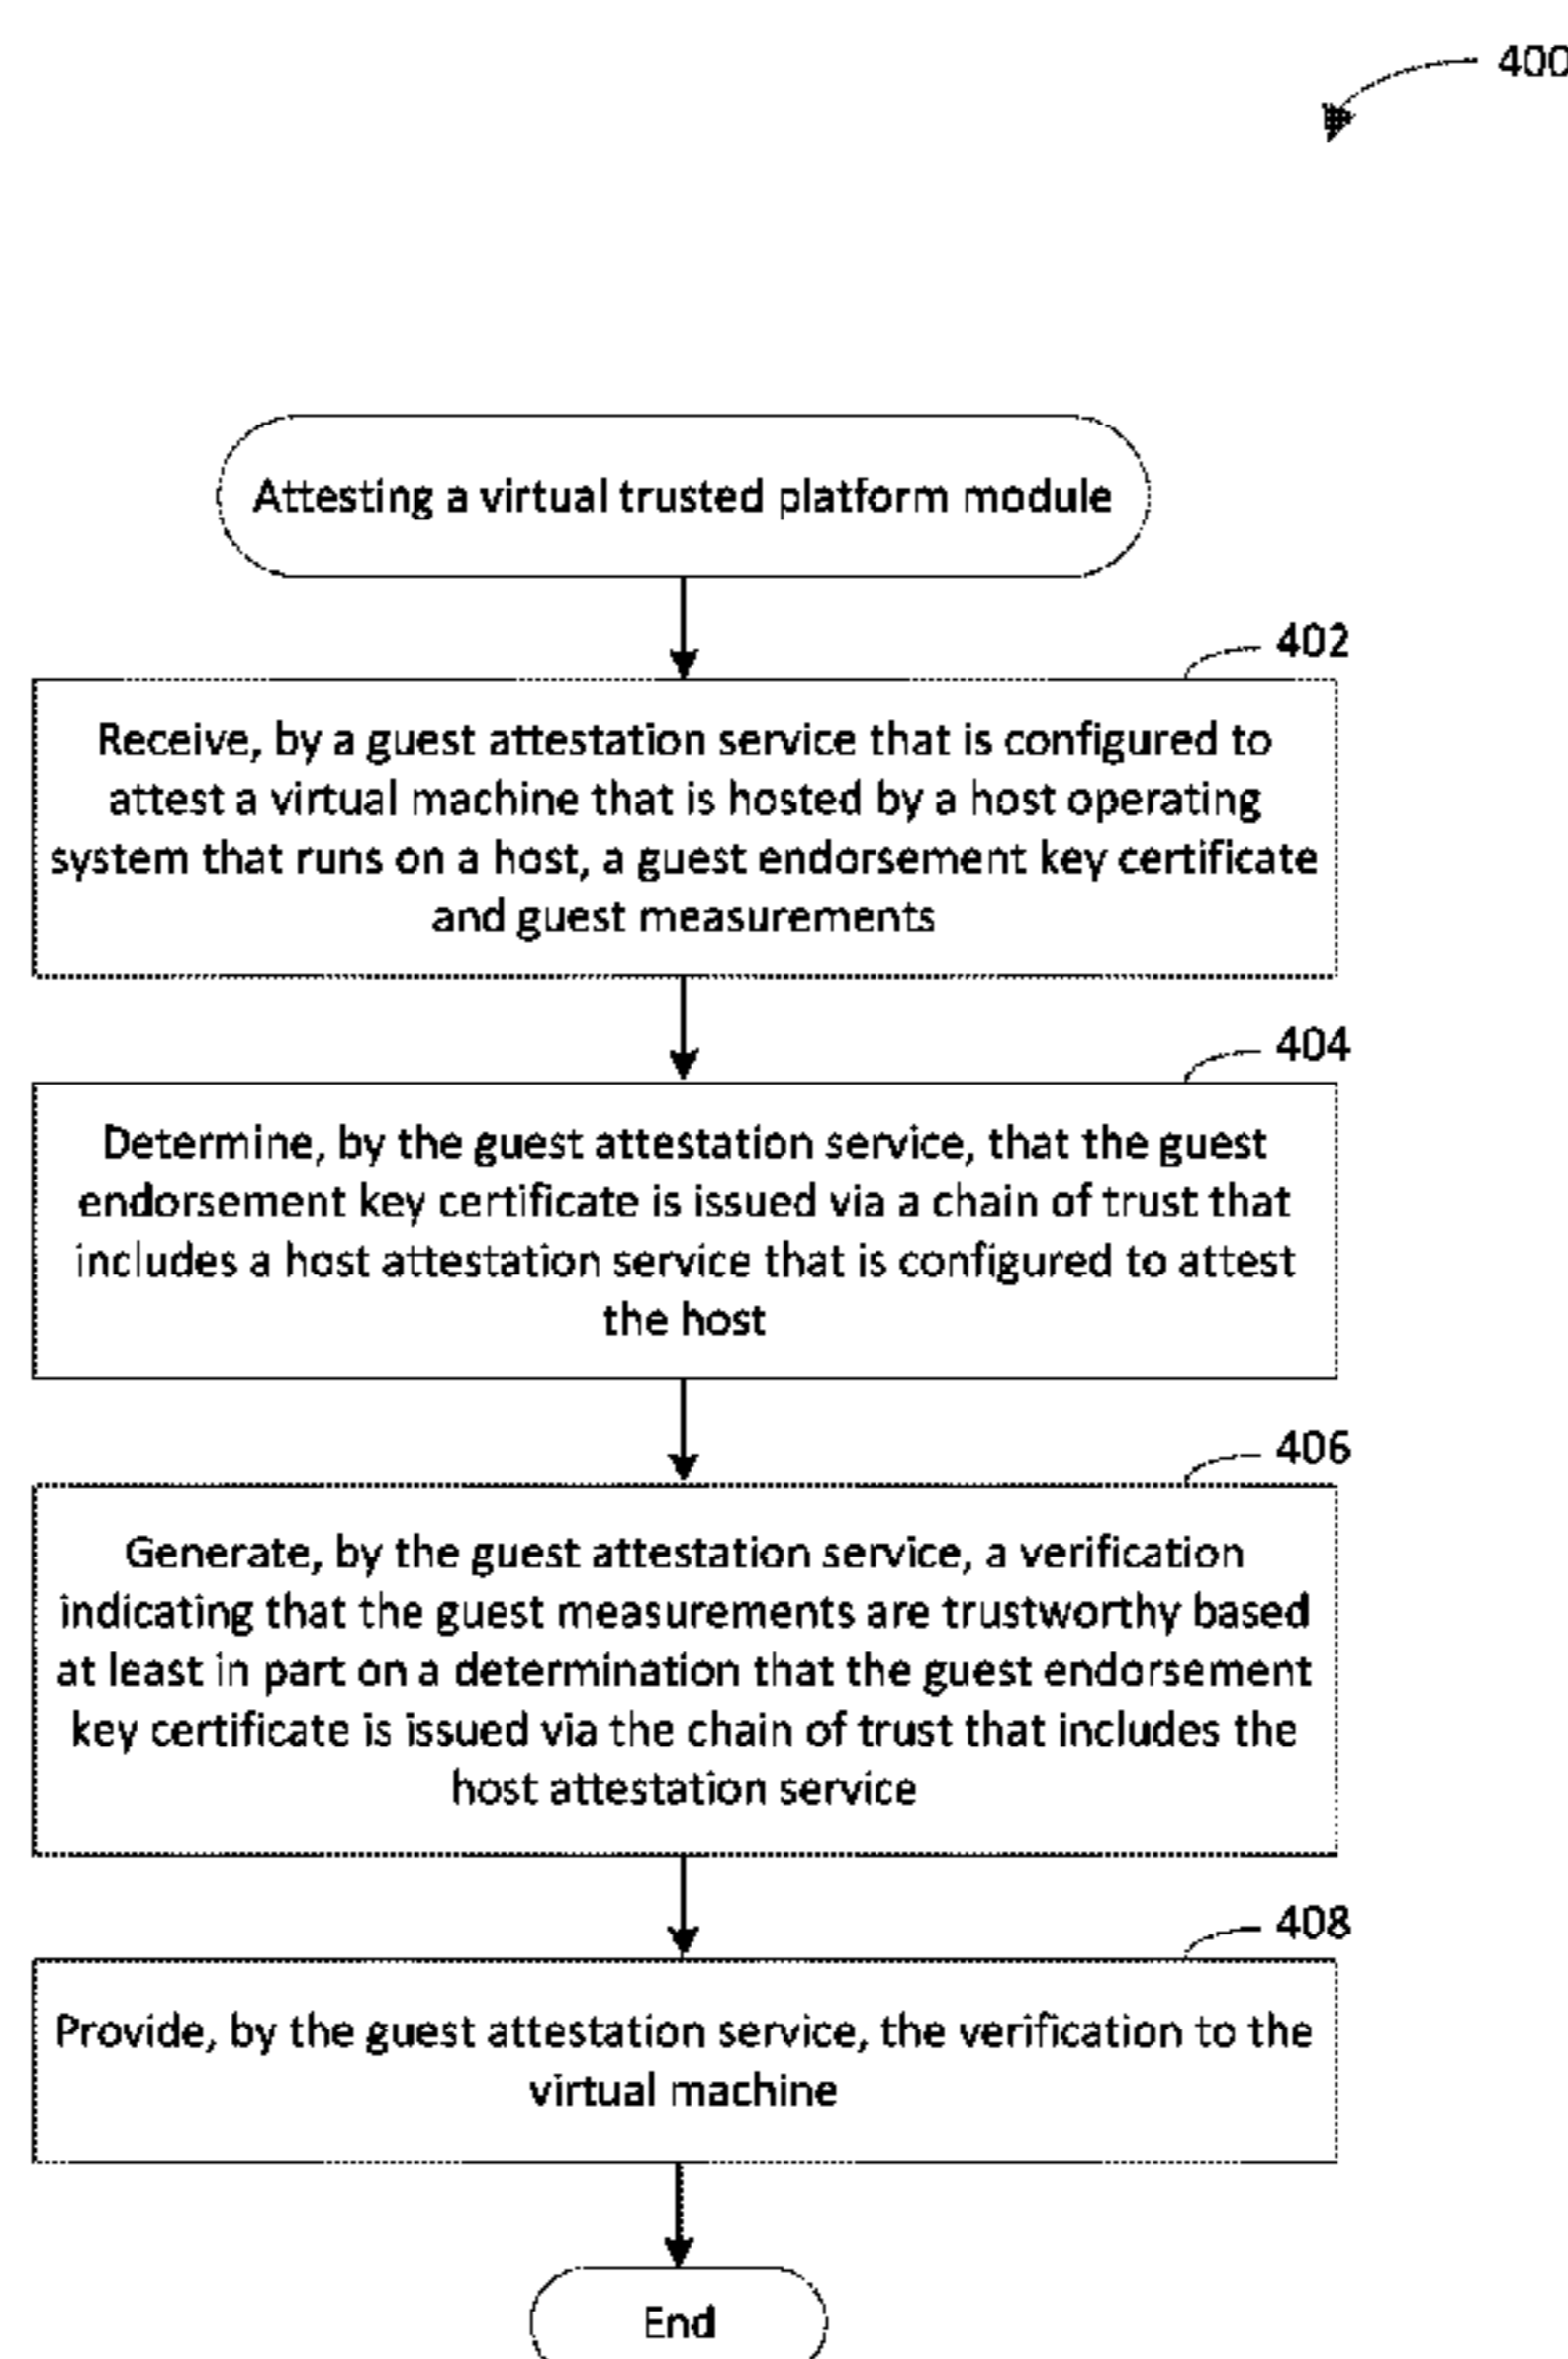 400
Attesting a virtual trusted platform module
402
Receive, by a guest attestation service that is configured to
attest a virtual machine that is hosted by a host operating
system that runs on a host, a guest endorsement key certificate
and guest measurements
404
Determine, by the guest attestation service, that the guest
endorsement key certificate is issued via a chain of trust that
includes a host attestation service that is configured to attest
the host
406
Generate, by the guest attestation service, a verification
indicating that the guest measurements are trustworthy based
at least in part on a determination that the guest endorsement
key certificate is issued via the chain of trust that includes the
host attestation service
408
Provide, by the guest attestation service, the verification to the
virtual machine
End